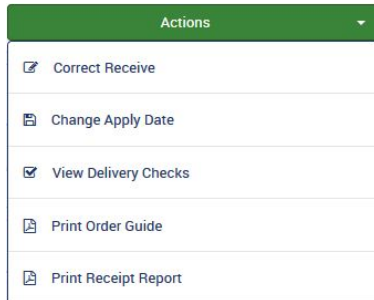 Actions
Correct Receive
Change Apply Date
View Delivery Checks
Print Order Guide
Print Receipt Report